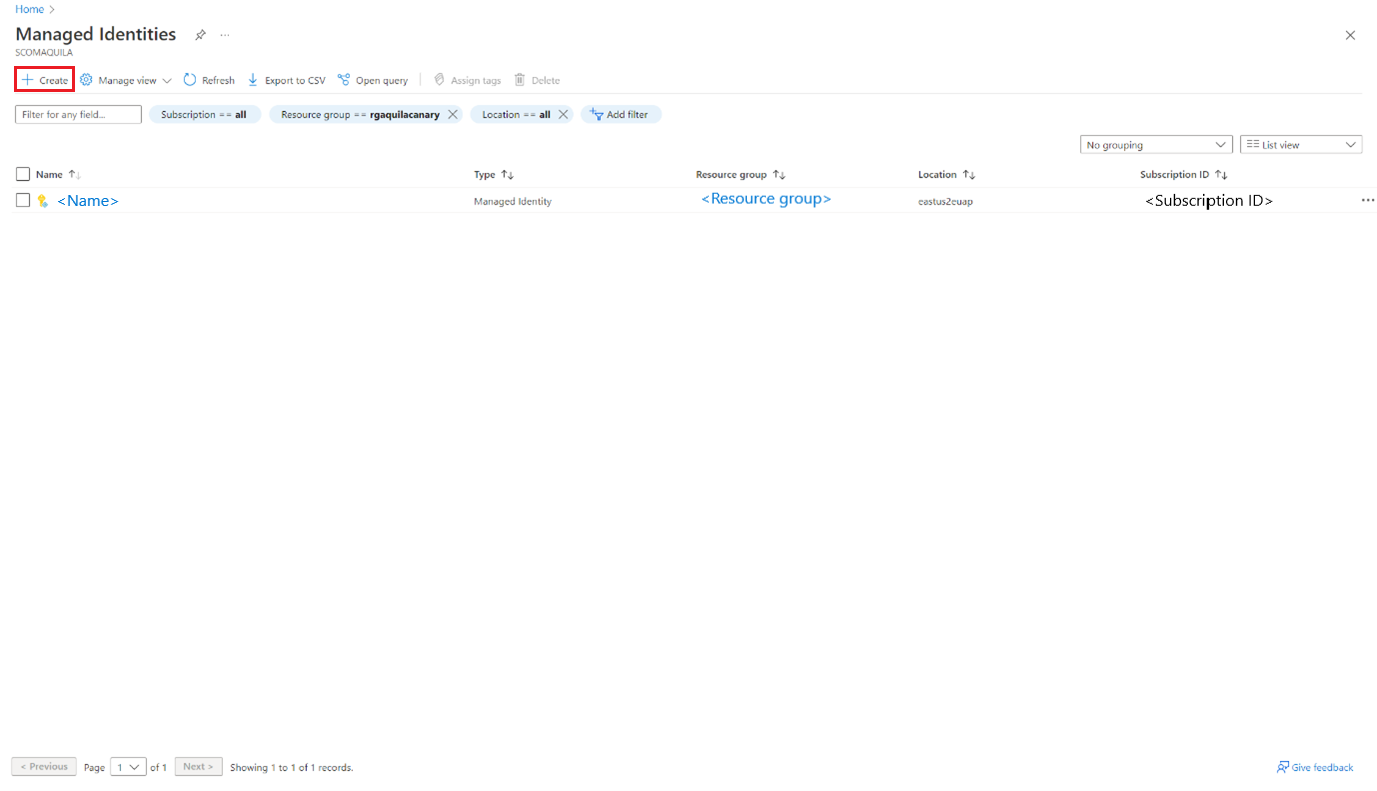 Home
Managed Identities
SCOMAQUILA
Create Manage view Refresh Export to CSV Open query Assign tags Delete
Filter for any field... Subscription == all Resource group == rgaquilacanary Location == all Add filter
No grouping List view
Name Type Resource group Location Subscription ID
<Name> Managed Identity <Resource group> eastus2euap <Subscription ID>
< Previous Page 1 of 1 Next > Showing 1 to 1 of 1 records. Give feedback